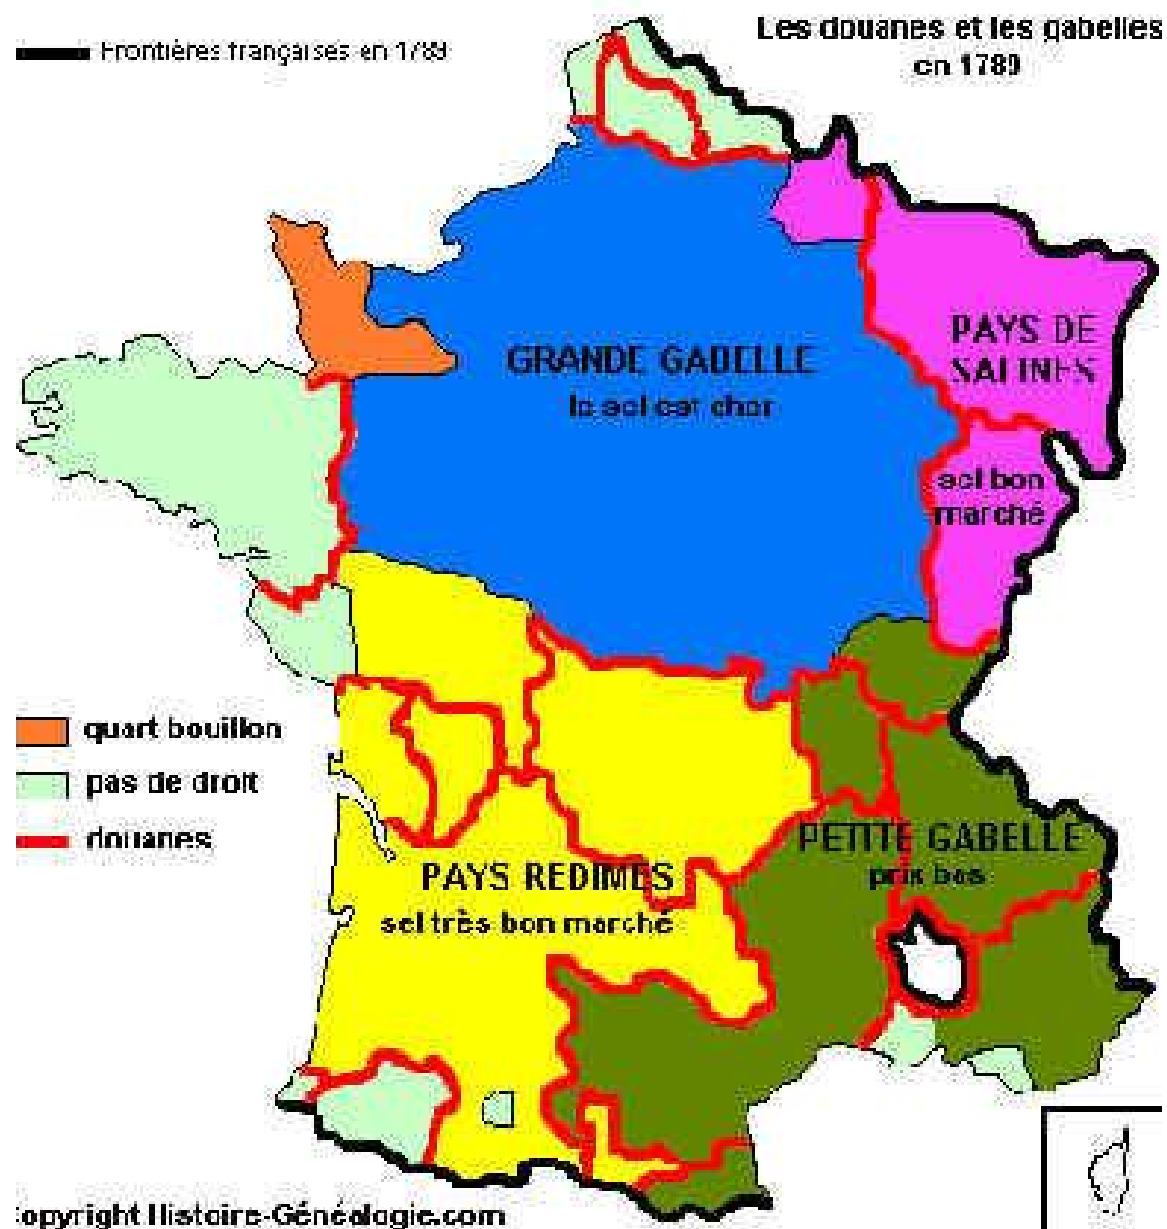 Les douanes et les gabelles
en 1789
Frontières françaises en 1789
GRANDE GABELLE
le sel est cher
PAYS DE
SALINES
sel bon
marché
quart bouillon
pas de droit
douanes
PETITE GABELLE
prix bas
PAYS REDIMES
sel très bon marché
opyright Histoire-Généalogie.com